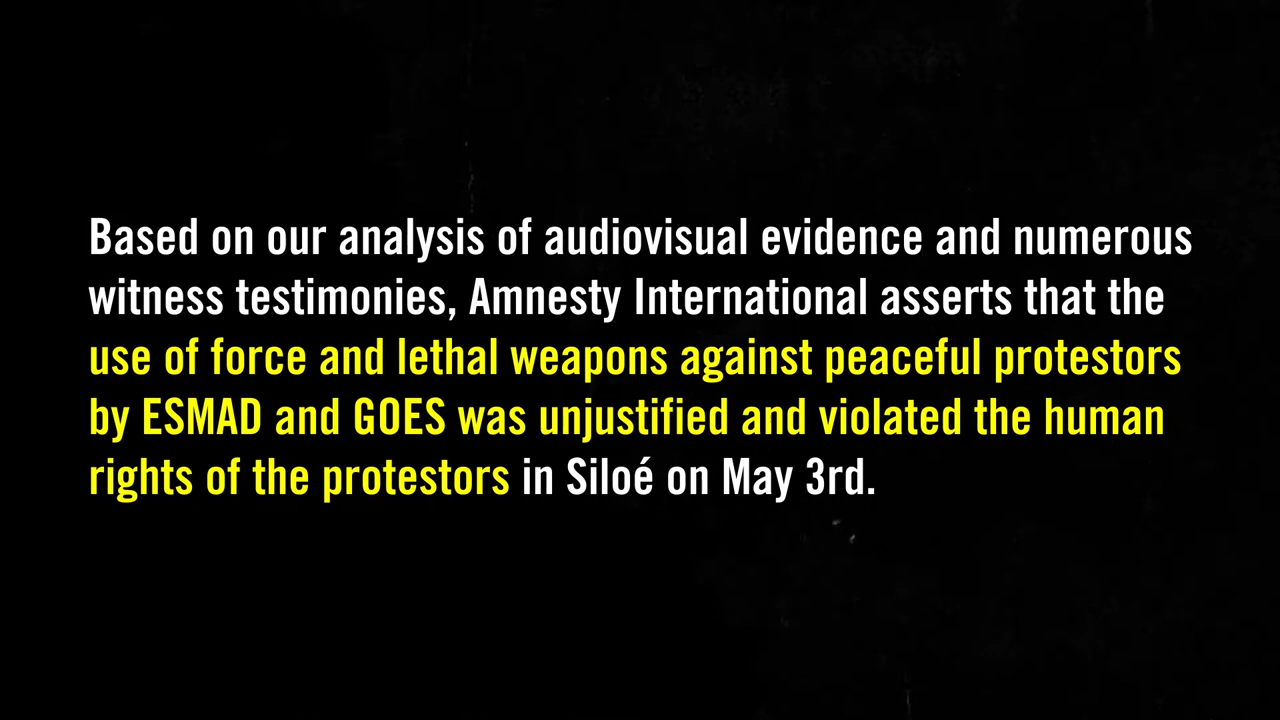 Based on our analysis of audiovisual evidence and numerous
witness testimonies, Amnesty International asserts that the
use of force and lethal weapons against peaceful protestors
by ESMAD and GOES was unjustified and violated the human
rights of the protestors in Siloé on May 3rd.